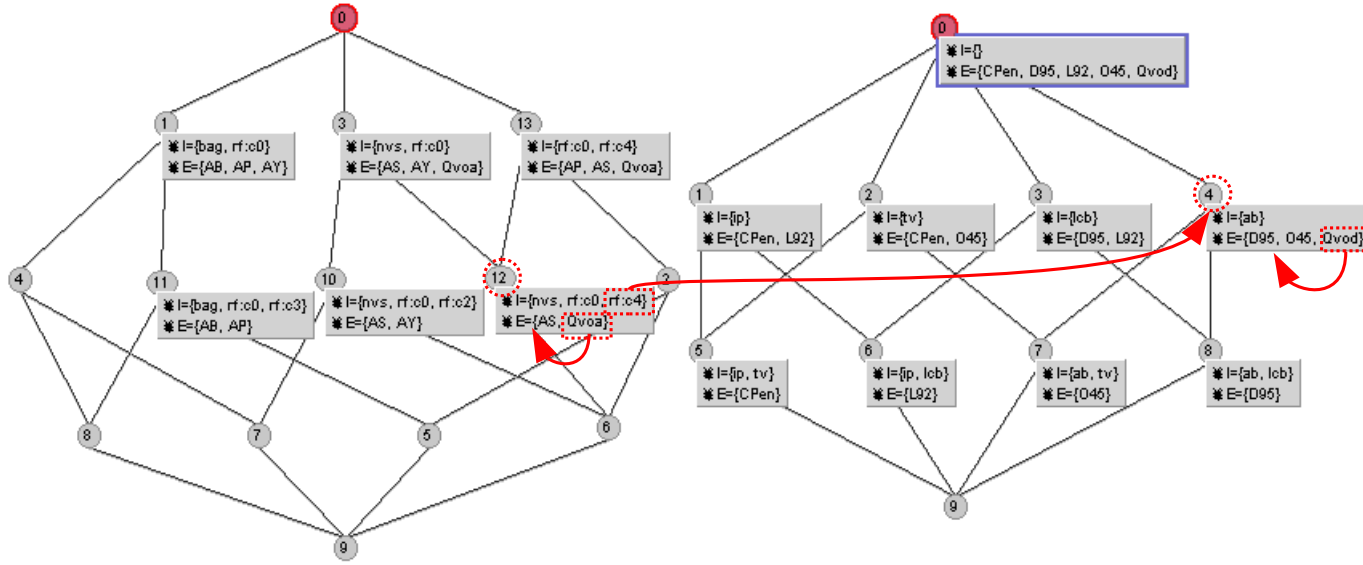 0
1
I={bag, rf:c0}
E={AB, AP, AY}
3
I={nvs, rf:c0}
E={AS, AY, Qvoa}
13
I={rf:c0, rf:c4}
E={AP, AS, Qvoa}
4
11
I={bag, rf:c0, rf:c3}
E={AB, AP}
10
I={nvs, rf:c0, rf:c2}
E={AS, AY}
12
I={nvs, rf:c0, rf:c4}
E={AS, Qvoa}
2
8
7
5
6
9
0
I={}
E={CPen, D95, L92, O45, Qvod}
1
I={ip}
E={CPen, L92}
2
I={tv}
E={CPen, O45}
3
I={lcb}
E={D95, L92}
4
I={ab}
E={D95, O45, Qvod}
5
I={ip, tv}
E={CPen}
6
I={ip, lcb}
E={L92}
7
I={ab, tv}
E={O45}
8
I={ab, lcb}
E={D95}
9